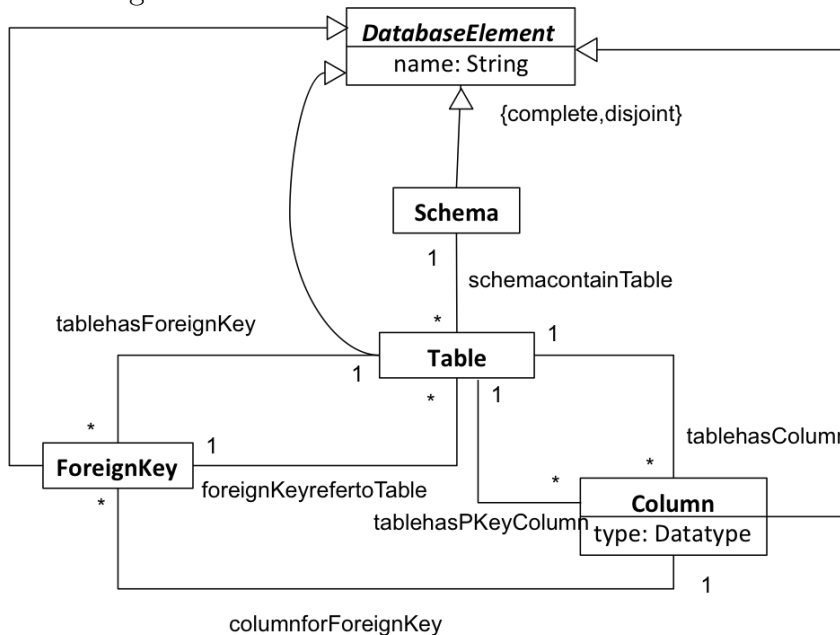 DatabaseElement
name: String
{complete,disjoint}
Schema
1
schemacontainTable
*
tablehasForeignKey
1
Table
1
*
1
*
1
tablehasColumn
*
*
ForeignKey
foreignKeyrefertoTable
*
Column
tablehasPKeyColumn
type: Datatype
1
columnforForeignKey